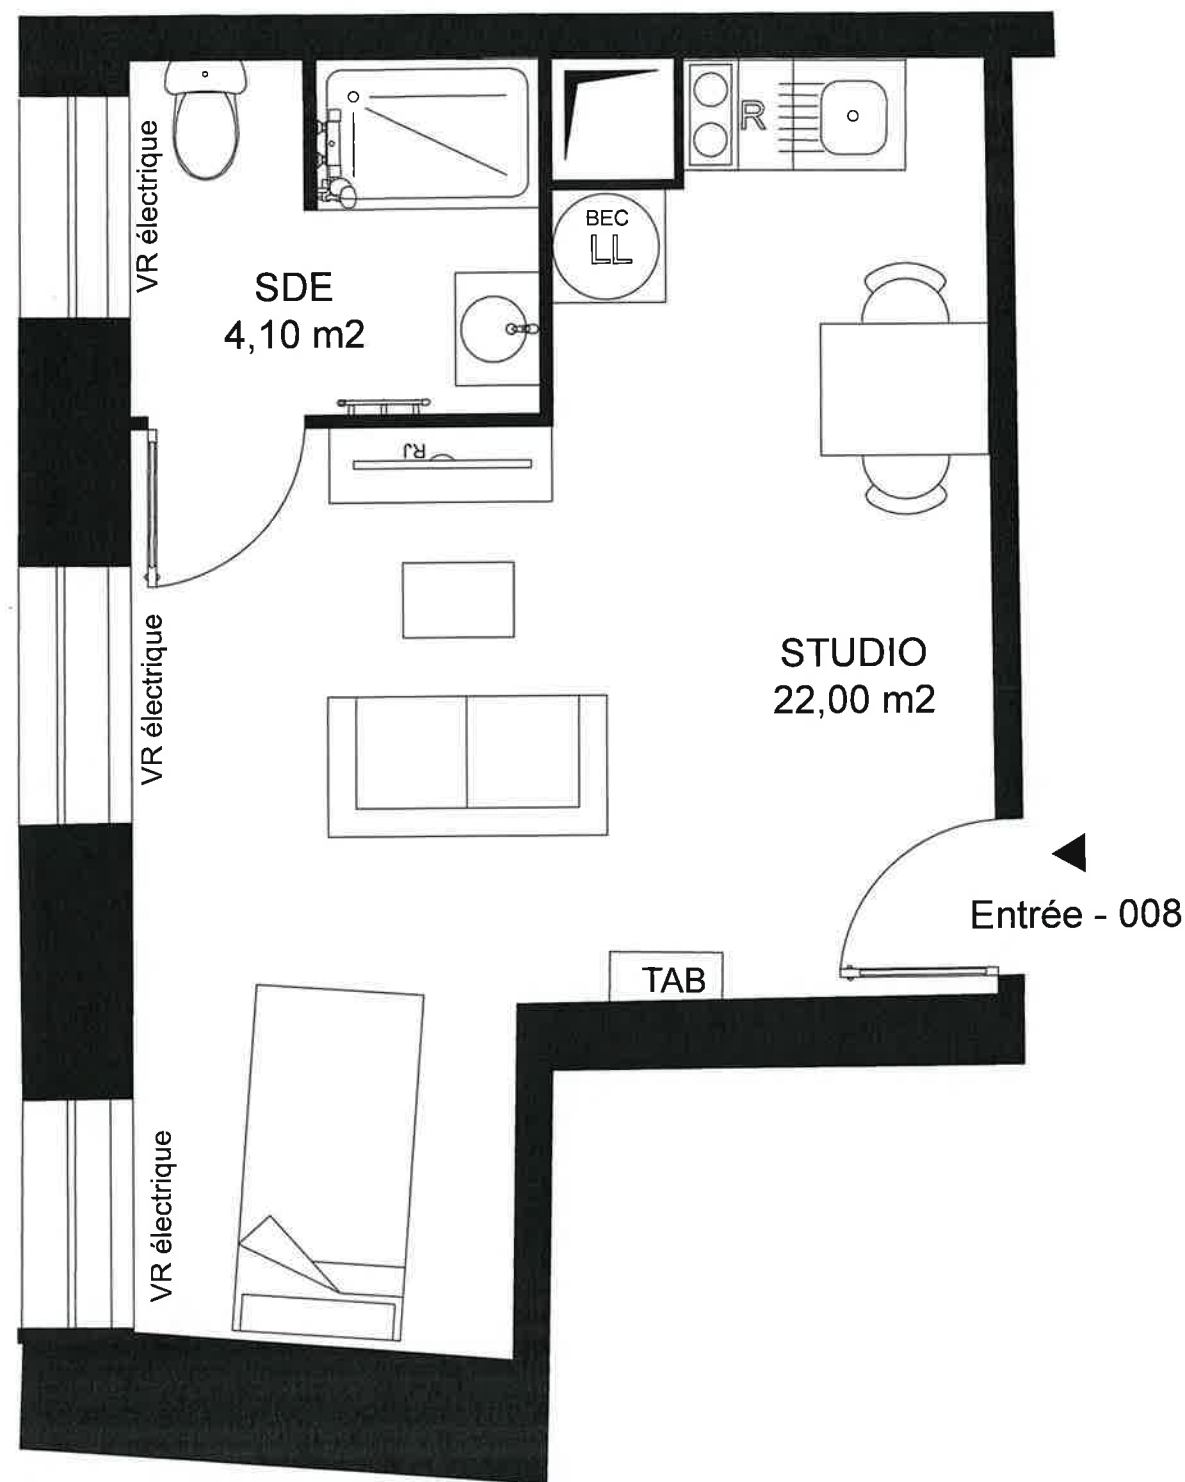 VR électrique
R
BEC
LL
SDE
4,10 m2
RJ
VR électrique
STUDIO
22,00 m2
Entrée - 008
TAB
VR électrique